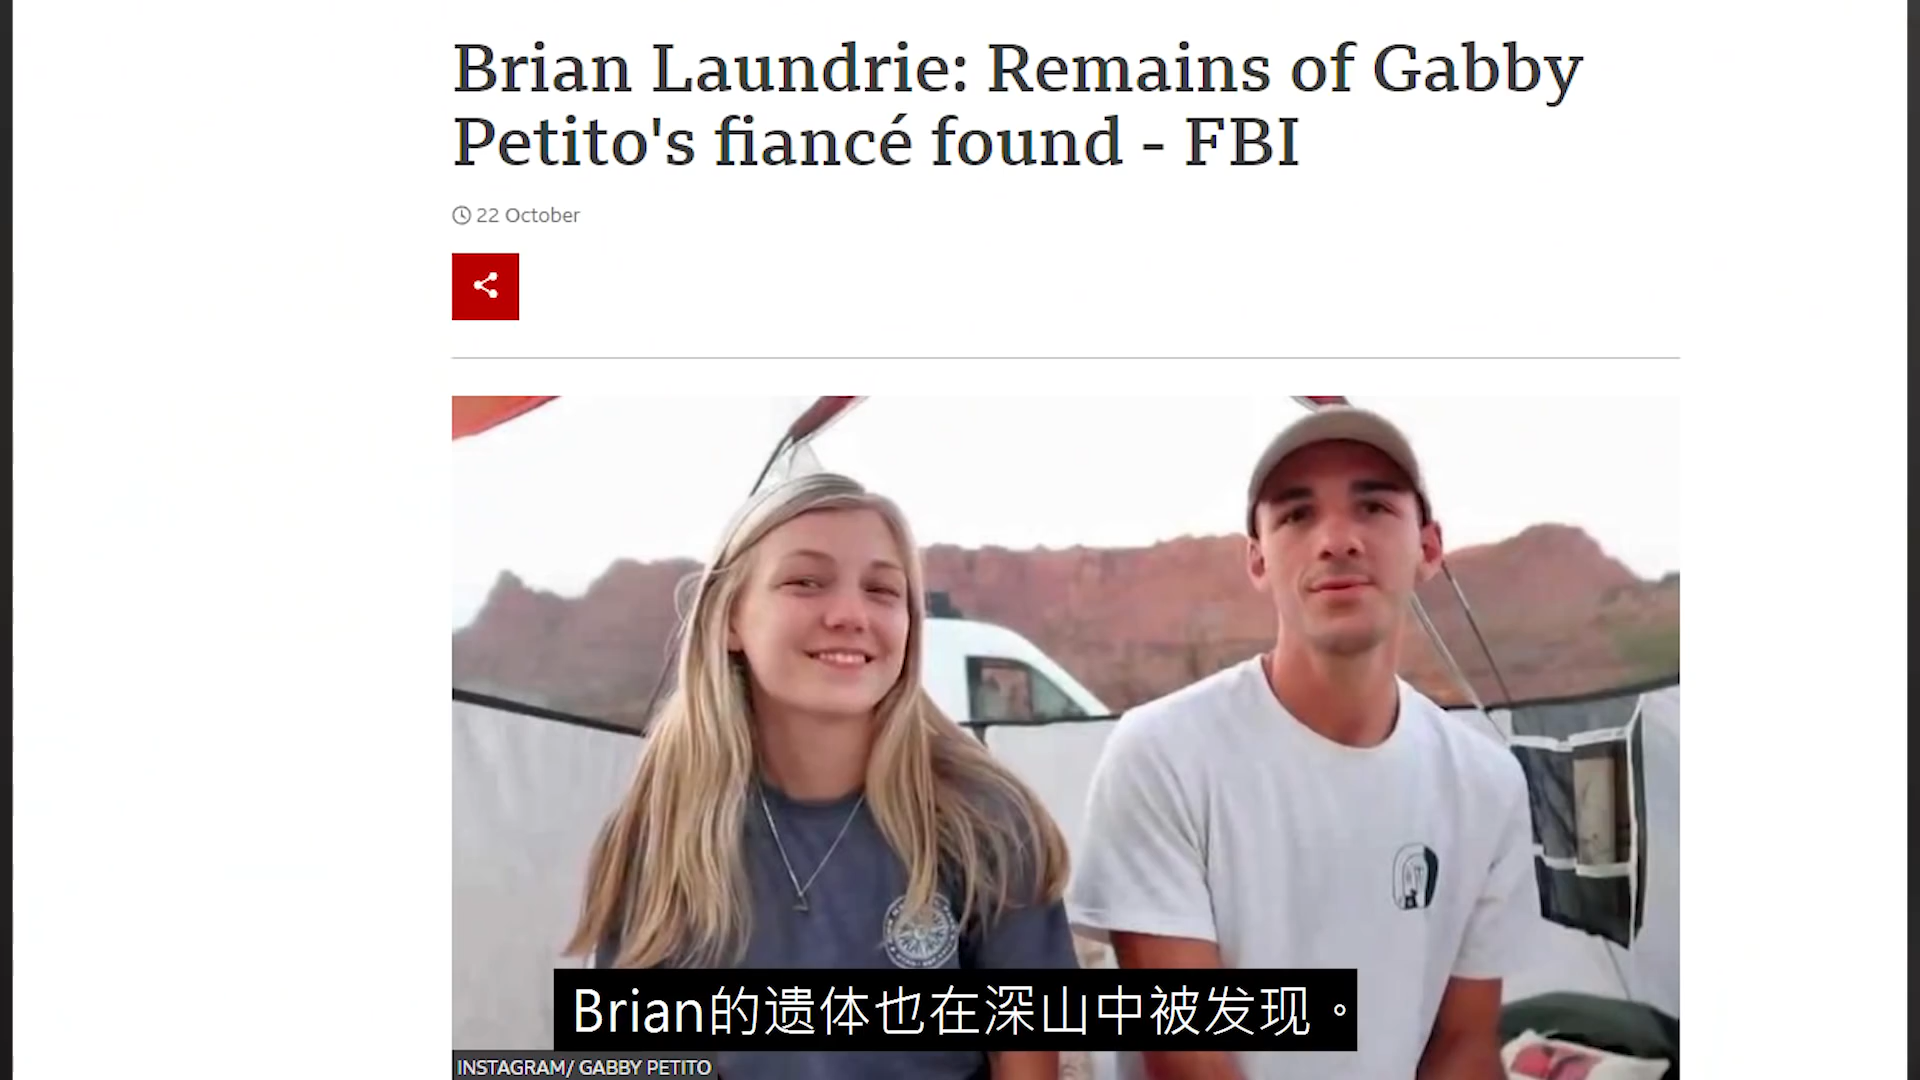 Brian Laundrie: Remains of Gabby
Petito's fiancé found - FBI
22 October
Brian的遗体也在深山中被发现。
INSTAGRAM/ GABBY PETITO